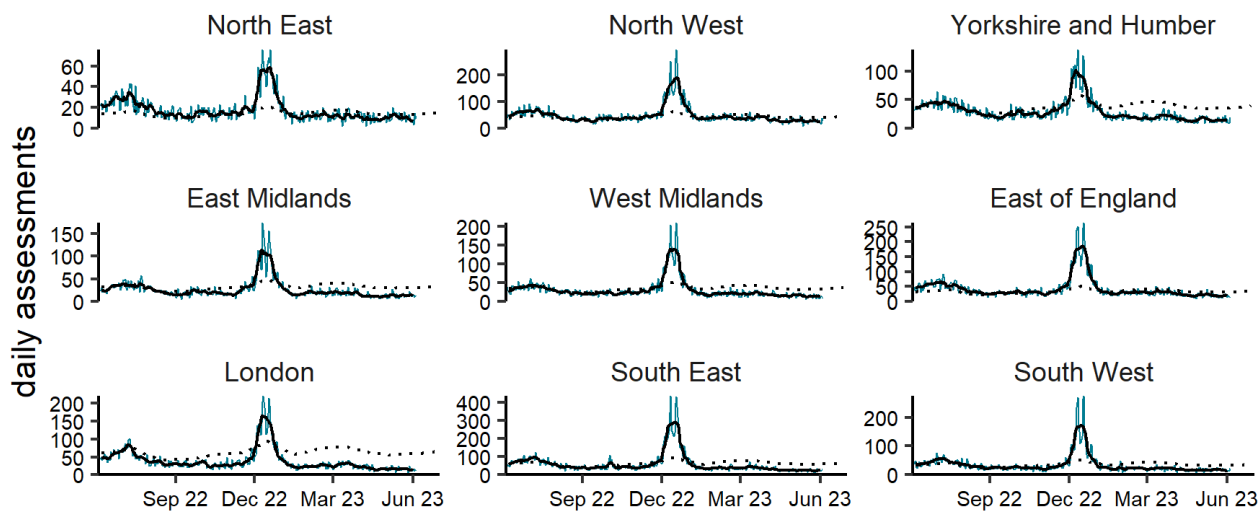 North East North West Yorkshire and Humber
60 200 100
40 100 50
20 0 0
0
daily assessments
East Midlands West Midlands East of England
150 200 250
100 150 200
50 100 150
0 50 100
0 50
0
London South East South West
200 400 200
150 300 100
100 200 0
50 100
0 0
Sep 22 Dec 22 Mar 23 Jun 23 Sep 22 Dec 22 Mar 23 Jun 23 Sep 22 Dec 22 Mar 23 Jun 23